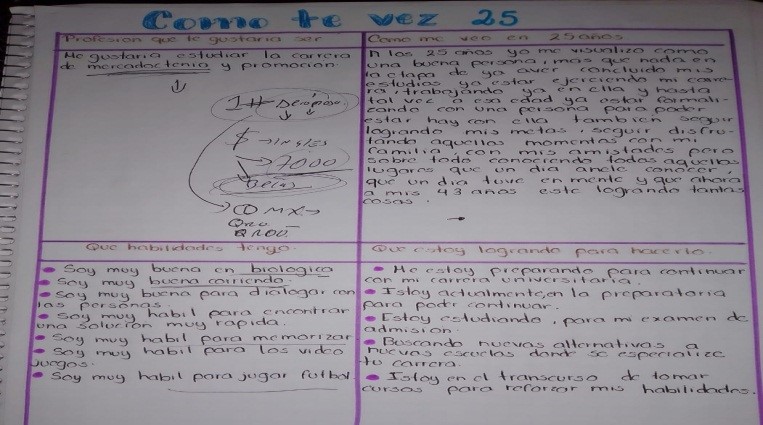 Como te vez 25
Profesion que te gustaria ser
Me gustaria estudiar la carrera
de mercadoctenia y promocion
1#
$ → Ingles
7000
Becas
CDMX →
Qro.
Q ROO.
Como me veo en 25 años
A los 25 años yo me visualizo como
una buena persona, mas que nada en
la etapa de ya aver concluido mis
estudios ya estar ejerciendo mi carre-
ra, trabajando ya en ella y hasta
tal vez a esa edad ya estar formali-
zando con una persona para poder
estar hay con ella tambien seguir
logrando mis metas, seguir disfru-
tando aquellos momentos con mi
familia, con mis amistades pero
sobre todo conociendo todos aquellos
lugares que un dia anele conocer,
que un dia tuve en mente y que ahora
a mis 43 años este logrando tantas
cosas.
Que habilidades tengo.
Soy muy buena en biologica
Soy muy buena corriendo.
Soy muy buena para dialogar con
las personas
Soy muy habil para encontrar
una solucion muy rapida.
Soy muy habil para memorizar
Soy muy habil para los video
juegos.
Soy muy habil para jugar futbol
Que estoy logrando para hacerlo.
Me estoy preparando para continuar
con mi carrera universitaria.
Estoy actualmente en la preparatoria
para poder continuar.
Estoy estudiando, para mi examen de
admision.
Buscando nuevas alternativas a
nuevas escuelas donde se especialize
tu carrera.
Estoy en el transcurso de tomar
cursos para reforzar mis habilidades.